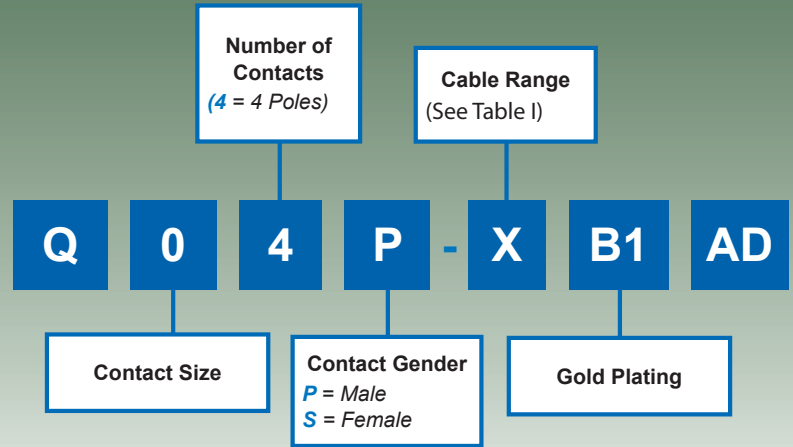 Number of
Contacts
(4 = 4 Poles)
Cable Range
(See Table I)
Q 0 4 P - X B1 AD
Contact Size
Contact Gender
P = Male
S = Female
Gold Plating